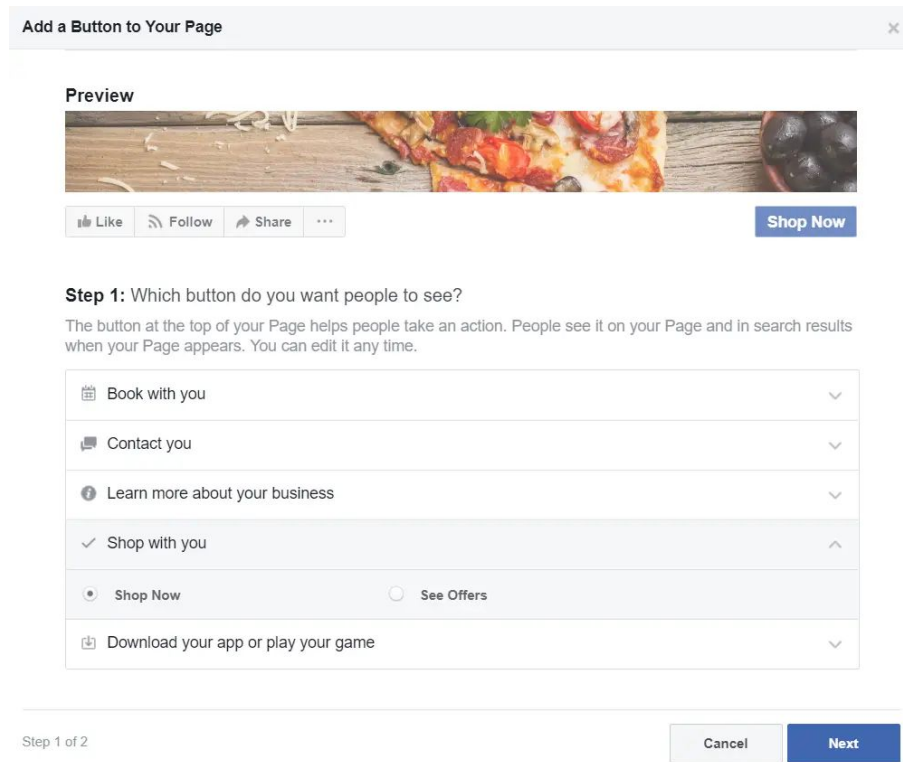 Add a Button to Your Page
Preview
Like Follow Share ...
Shop Now
Step 1: Which button do you want people to see?
The button at the top of your Page helps people take an action. People see it on your Page and in search results
when your Page appears. You can edit it any time.
Book with you
Contact you
Learn more about your business
Shop with you
Shop Now See Offers
Download your app or play your game
Step 1 of 2
Cancel Next